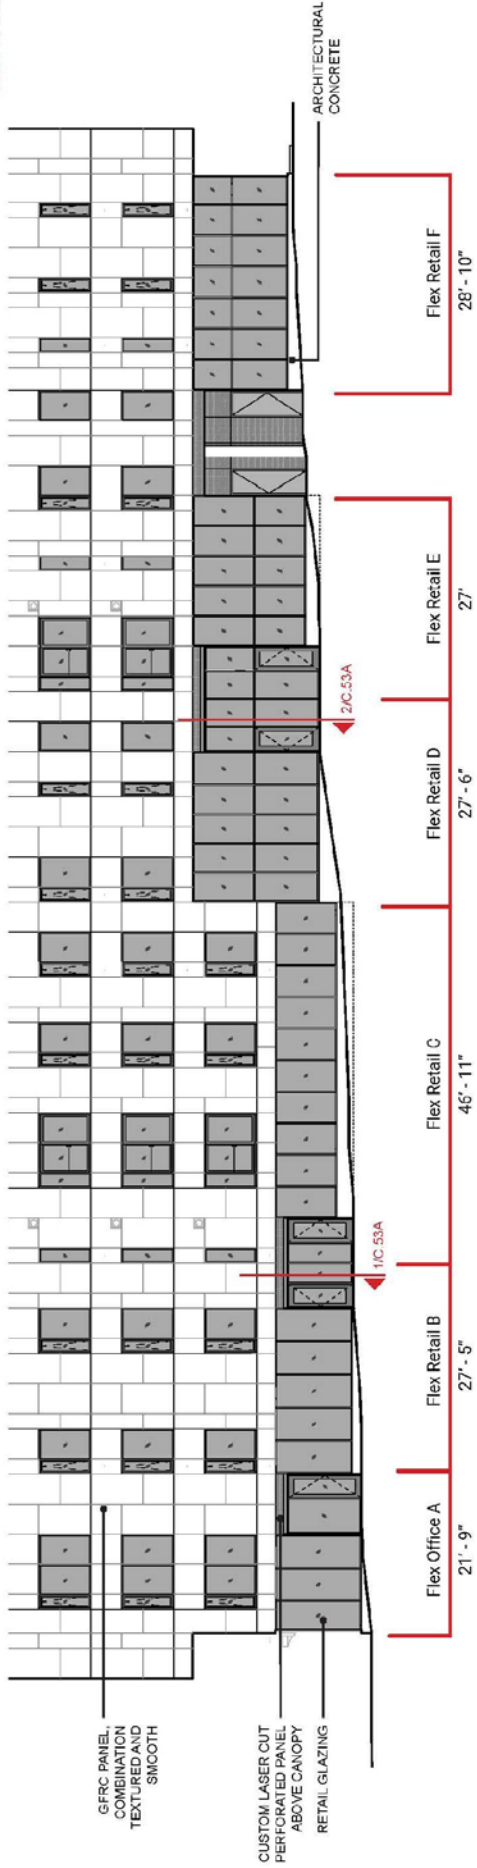 GFRC PANEL,
COMBINATION
TEXTURED AND
SMOOTH
CUSTOM LASER CUT
PERFORATED PANEL
ABOVE CANOPY
RETAIL GLAZING
ARCHITECTURAL
CONCRETE
1/C.53A
2/C.53A
Flex Office A
21' - 9"
Flex Retail B
27' - 5"
Flex Retail C
46' - 11"
Flex Retail D
27' - 6"
Flex Retail E
27'
Flex Retail F
28' - 10"